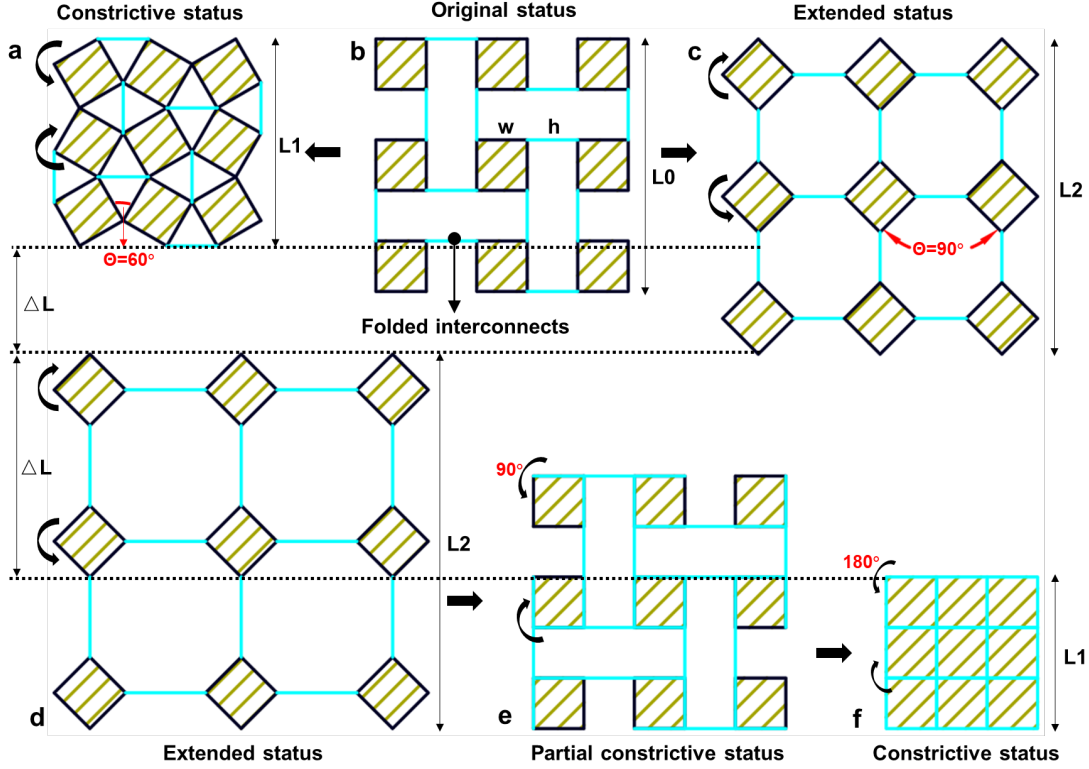 Constrictive status
Original status
Extended status
a
b
c
w
h
L1
L0
L2
Θ=60°
Θ=90°
△L
Folded interconnects
△L
90°
L2
180°
L1
d
e
f
Extended status
Partial constrictive status
Constrictive status